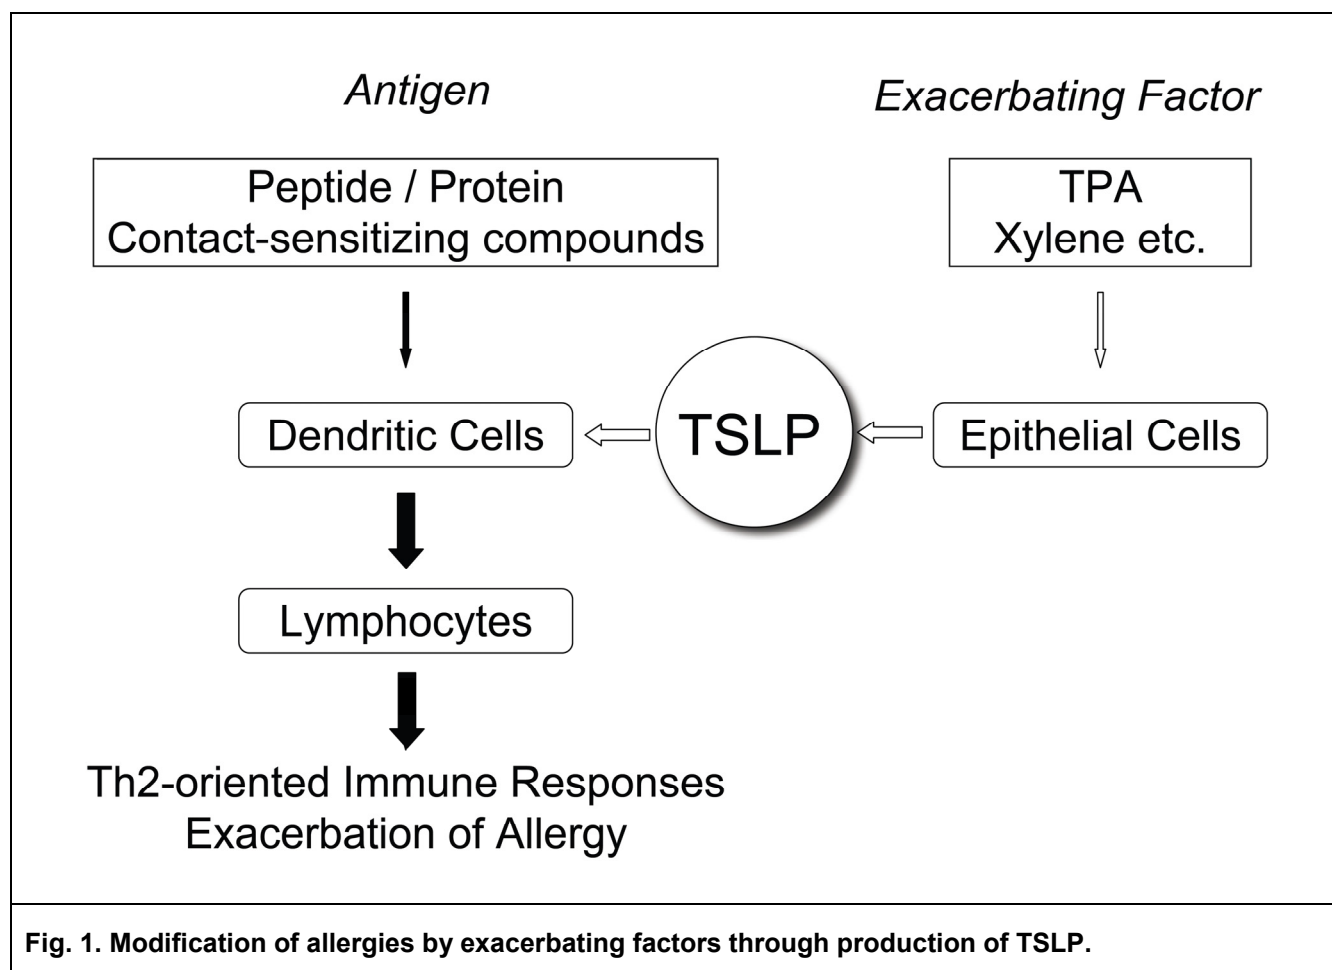 Antigen
Exacerbating Factor
Peptide / Protein
Contact-sensitizing compounds
TPA
Xylene etc.
Dendritic Cells
TSLP
Epithelial Cells
Lymphocytes
Th2-oriented Immune Responses
Exacerbation of Allergy
Fig. 1. Modification of allergies by exacerbating factors through production of TSLP.